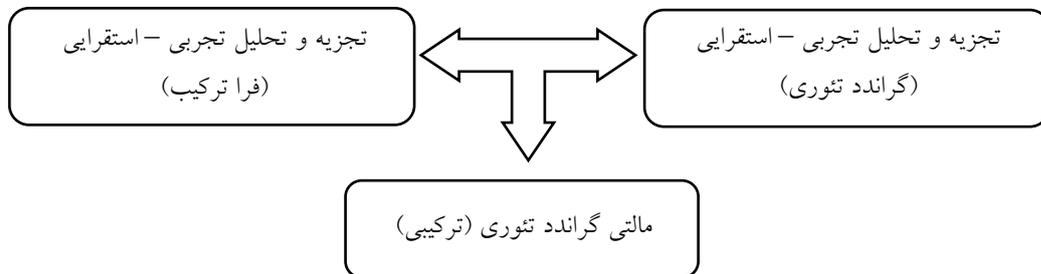 تجزیه و تحلیل تجربی – استقرایی
(گراندد تئوری)
تجزیه و تحلیل تجربی – استقرایی
(فرا ترکیب)
مالتی گراندد تئوری (ترکیبی)